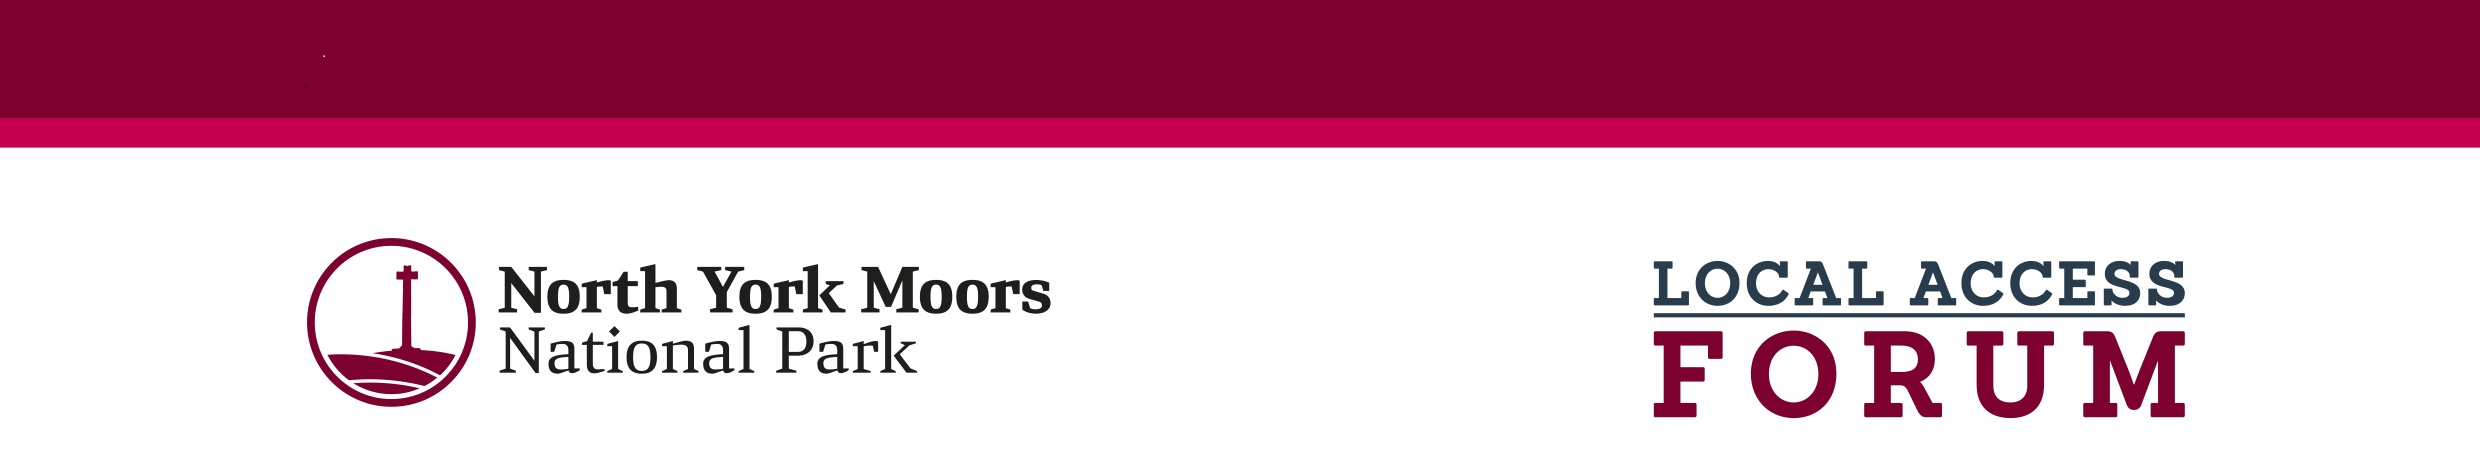 North York Moors
National Park
LOCAL ACCESS
FORUM